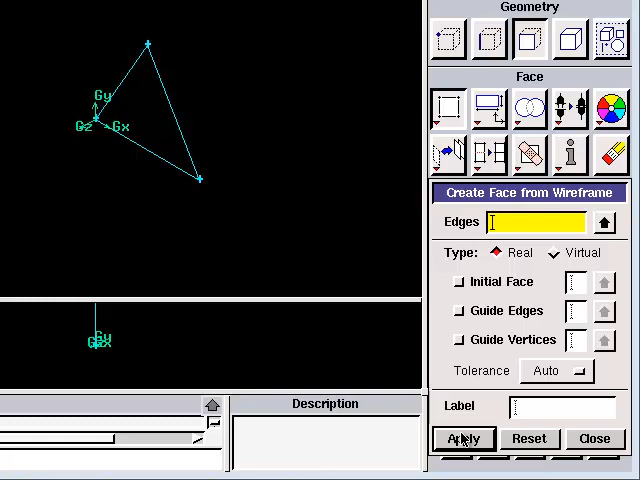 Geometry
Face
Gy
Gz
Gx
Create Face from Wireframe
Edges
Type: Real Virtual
Initial Face
Guide Edges
Guide Vertices
Tolerance Auto
Description
Label
Apply Reset Close